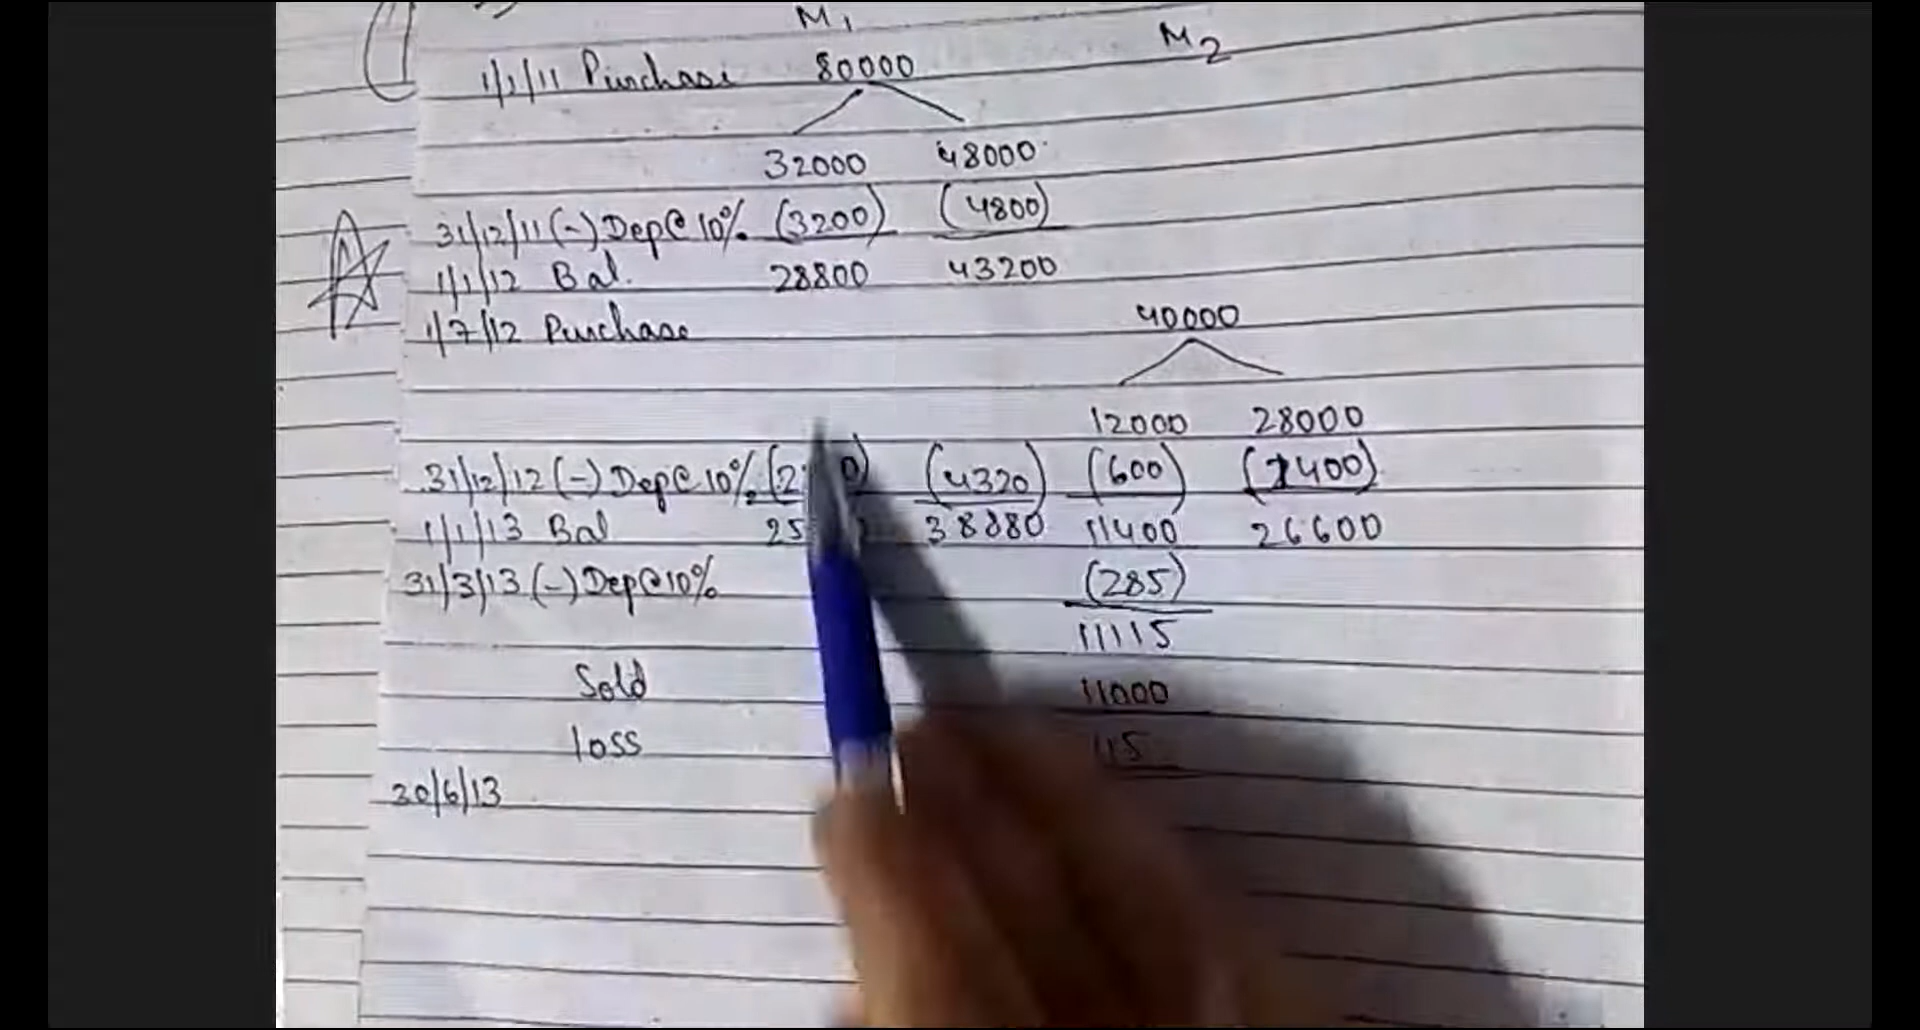 M1 M2
1/1/11 Purchase 80000
32000 48000
31/12/11 (-) Dep@10% (3200) (4800)
1/1/12 Bal. 28800 43200
1/7/12 Purchase 40000
12000 28000
31/12/12 (-) Dep@10% (4320) (600) (1400)
1/1/13 Bal 38880 11400 26600
31/3/13 (-) Dep@10% (285)
11115
Sold 11000
loss 115
30/6/13